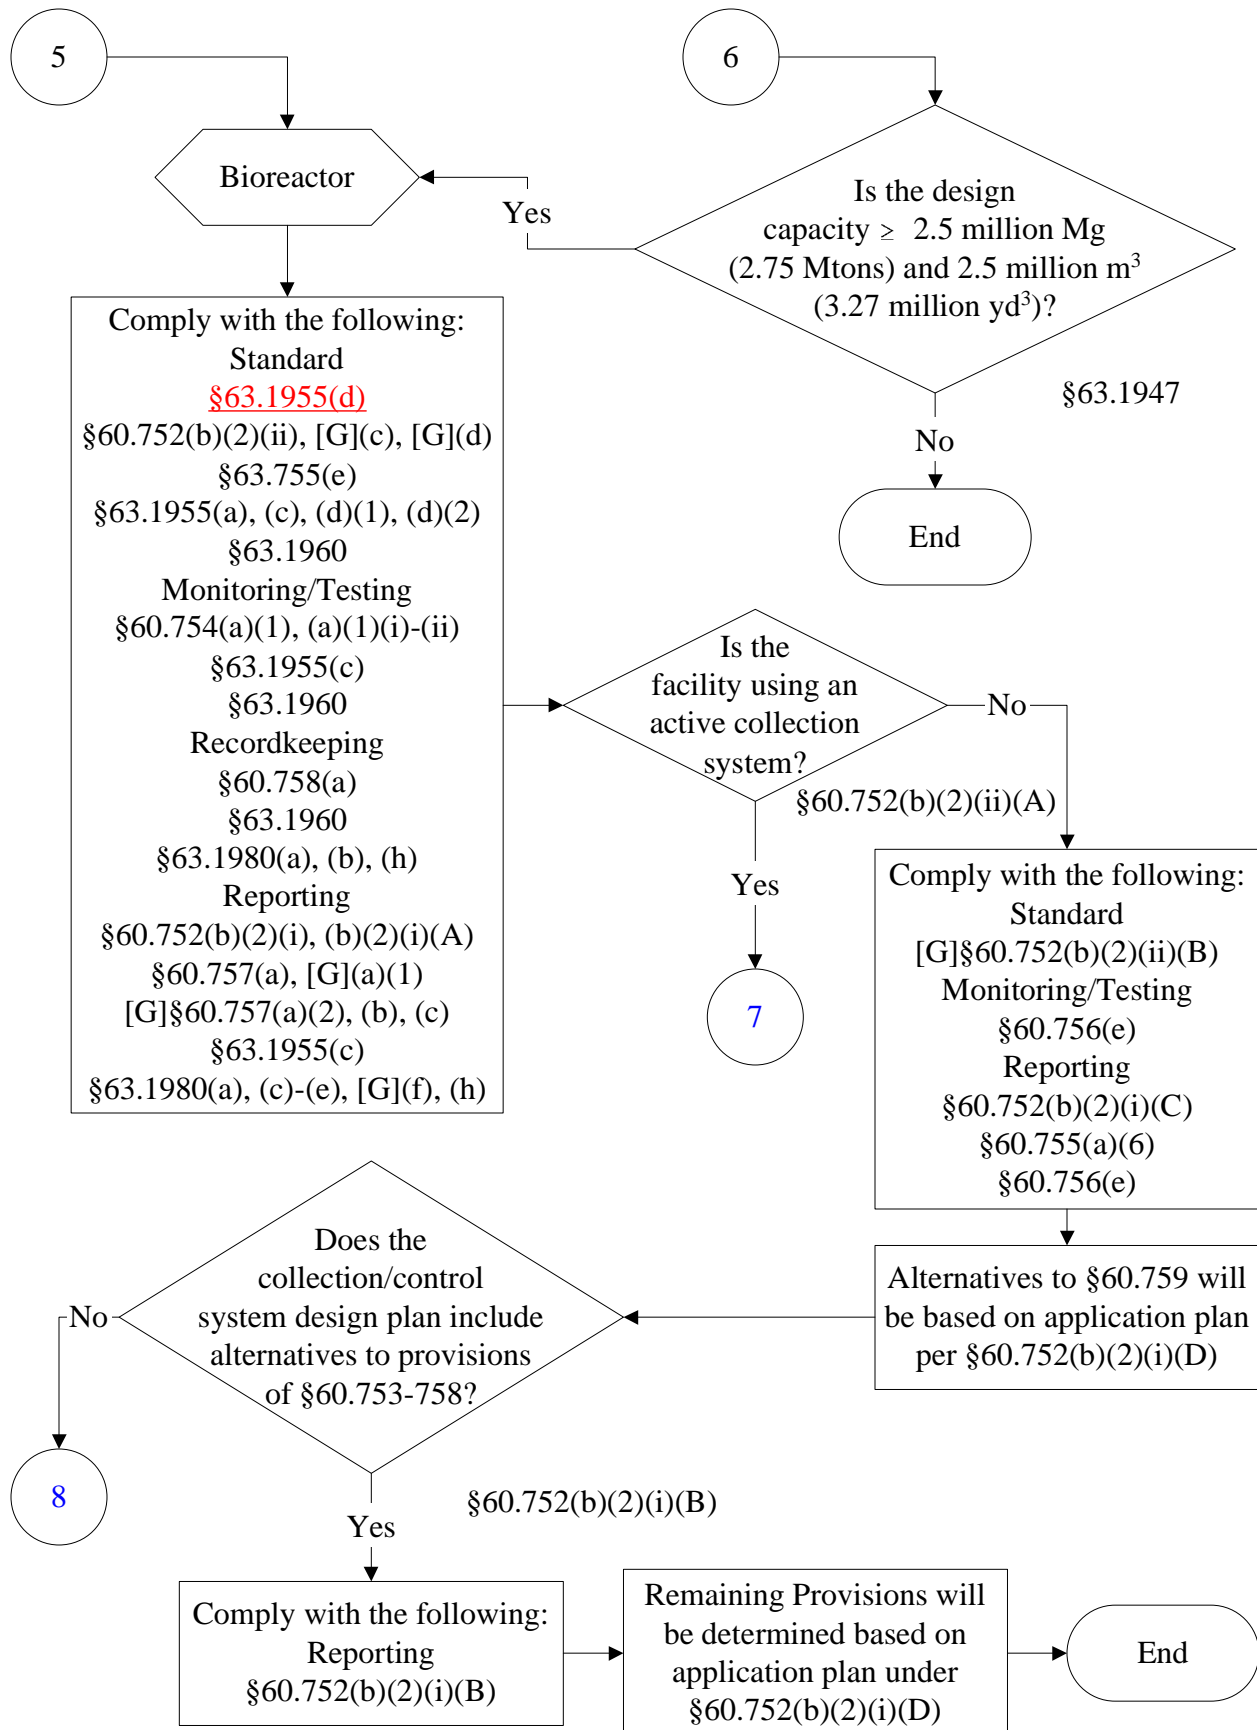 5
6
Bioreactor
Yes
Is the design
capacity ≥ 2.5 million Mg
(2.75 Mtons) and 2.5 million m³
(3.27 million yd³)?
§63.1947
No
End
Comply with the following:
Standard
§63.1955(d)
§60.752(b)(2)(ii), [G](c), [G](d)
§63.755(e)
§63.1955(a), (c), (d)(1), (d)(2)
§63.1960
Monitoring/Testing
§60.754(a)(1), (a)(1)(i)-(ii)
§63.1955(c)
§63.1960
Recordkeeping
§60.758(a)
§63.1960
§63.1980(a), (b), (h)
Reporting
§60.752(b)(2)(i), (b)(2)(i)(A)
§60.757(a), [G](a)(1)
[G]§60.757(a)(2), (b), (c)
§63.1955(c)
§63.1980(a), (c)-(e), [G](f), (h)
Is the
facility using an
active collection
system?
No
§60.752(b)(2)(ii)(A)
Yes
7
Comply with the following:
Standard
[G]§60.752(b)(2)(ii)(B)
Monitoring/Testing
§60.756(e)
Reporting
§60.752(b)(2)(i)(C)
§60.755(a)(6)
§60.756(e)
Alternatives to §60.759 will
be based on application plan
per §60.752(b)(2)(i)(D)
Does the
collection/control
system design plan include
alternatives to provisions
of §60.753-758?
No
8
§60.752(b)(2)(i)(B)
Yes
Comply with the following:
Reporting
§60.752(b)(2)(i)(B)
Remaining Provisions will
be determined based on
application plan under
§60.752(b)(2)(i)(D)
End